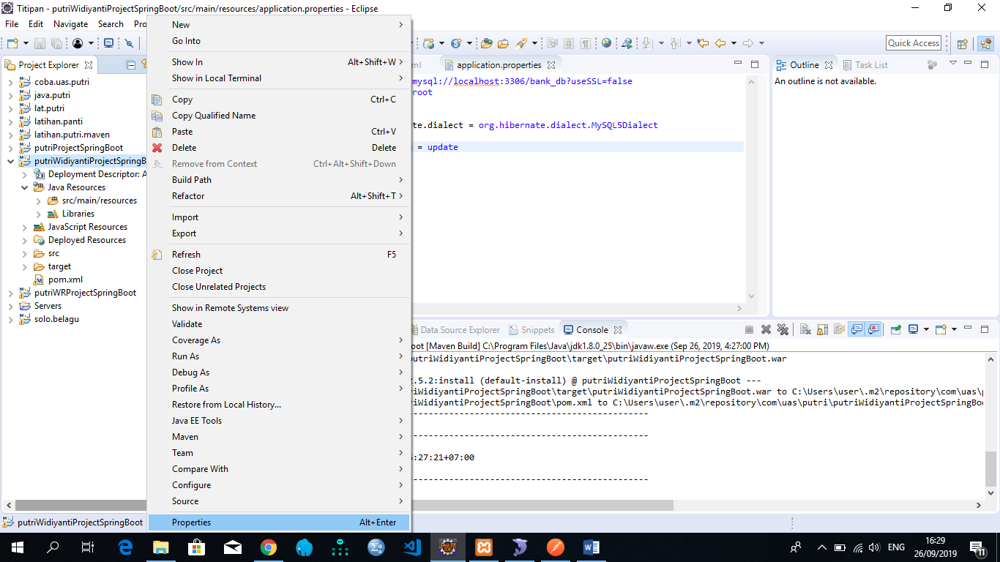 Titipan - putriWidiyantiProjectSpringBoot/src/main/resources/application.properties - Eclipse
File Edit Navigate Search
Quick Access
Project Explorer
coba.uas.putri
java.putri
lat.putri
latihan.panti
latihan.putri.maven
putriProjectSpringBoot
putriWidiyantiProjectSpringB
Deployment Descriptor: A
Java Resources
src/main/resources
Libraries
JavaScript Resources
Deployed Resources
src
target
pom.xml
putriWRProjectSpringBoot
Servers
solo.belagu
New
Go Into
Show In Alt+Shift+W
Show in Local Terminal
Copy Ctrl+C
Copy Qualified Name
Paste Ctrl+V
Delete Delete
Remove from Context Ctrl+Alt+Shift+Down
Build Path
Refactor Alt+Shift+T
Import
Export
Refresh F5
Close Project
Close Unrelated Projects
Show in Remote Systems view
Validate
Coverage As
Run As
Debug As
Profile As
Restore from Local History...
Java EE Tools
Maven
Team
Compare With
Configure
Source
Properties Alt+Enter
application.properties
mysql://localhost:3306/bank_db?useSSL=false
root
te.dialect = org.hibernate.dialect.MySQL5Dialect
= update
Outline Task List
An outline is not available.
Data Source Explorer Snippets Console
oot [Maven Build] C:\Program Files\Java\jdk1.8.0_25\bin\javaw.exe (Sep 26, 2019, 4:27:00 PM)
putriWidiyantiProjectSpringBoot\target\putriWidiyantiProjectSpringBoot.war
2.5.2:install (default-install) @ putriWidiyantiProjectSpringBoot ---
riWidiyantiProjectSpringBoot\target\putriWidiyantiProjectSpringBoot.war to C:\Users\user\.m2\repository\com\uas\p
riWidiyantiProjectSpringBoot\pom.xml to C:\Users\user\.m2\repository\com\uas\putri\putriWidiyantiProjectSpringBoo
------------------------------------------------
------------------------------------------------
:27:21+07:00
------------------------------------------------
putriWidiyantiProjectSpringBoot
ENG
16:29
26/09/2019
11